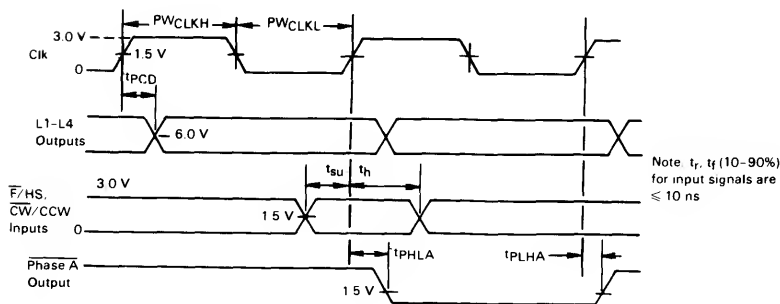 PW_CLKH PW_CLKL
3.0 V
Clk
1.5 V
0
t_PCD
L1-L4
Outputs
6.0 V
Note. t_r, t_f (10-90%)
for input signals are
≤ 10 ns
t_su t_h
3.0 V
F̅/HS,
C̅W̅/CCW
Inputs
1 5 V
0
t_PHLA t_PLHA
P̅h̅a̅s̅e̅ ̅A̅
Output
1 5 V